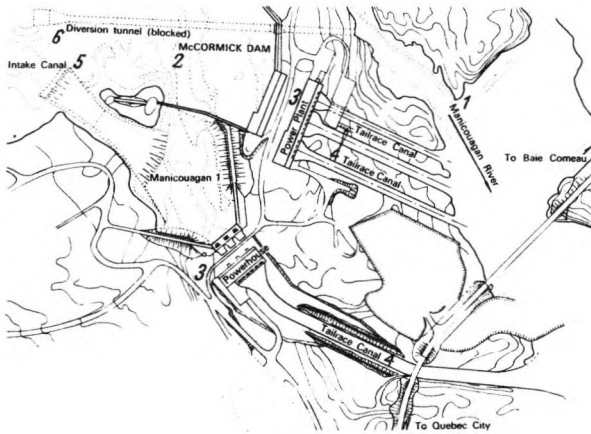 6 Diversion tunnel (blocked)
McCORMICK DAM
2
Intake Canal 5
1
Manicouagan River
3
Power Plant
Tailrace Canal
4
Tailrace Canal
To Baie Comeau
Manicouagan 1
3
Powerhouse
Tailrace Canal 4
To Quebec City